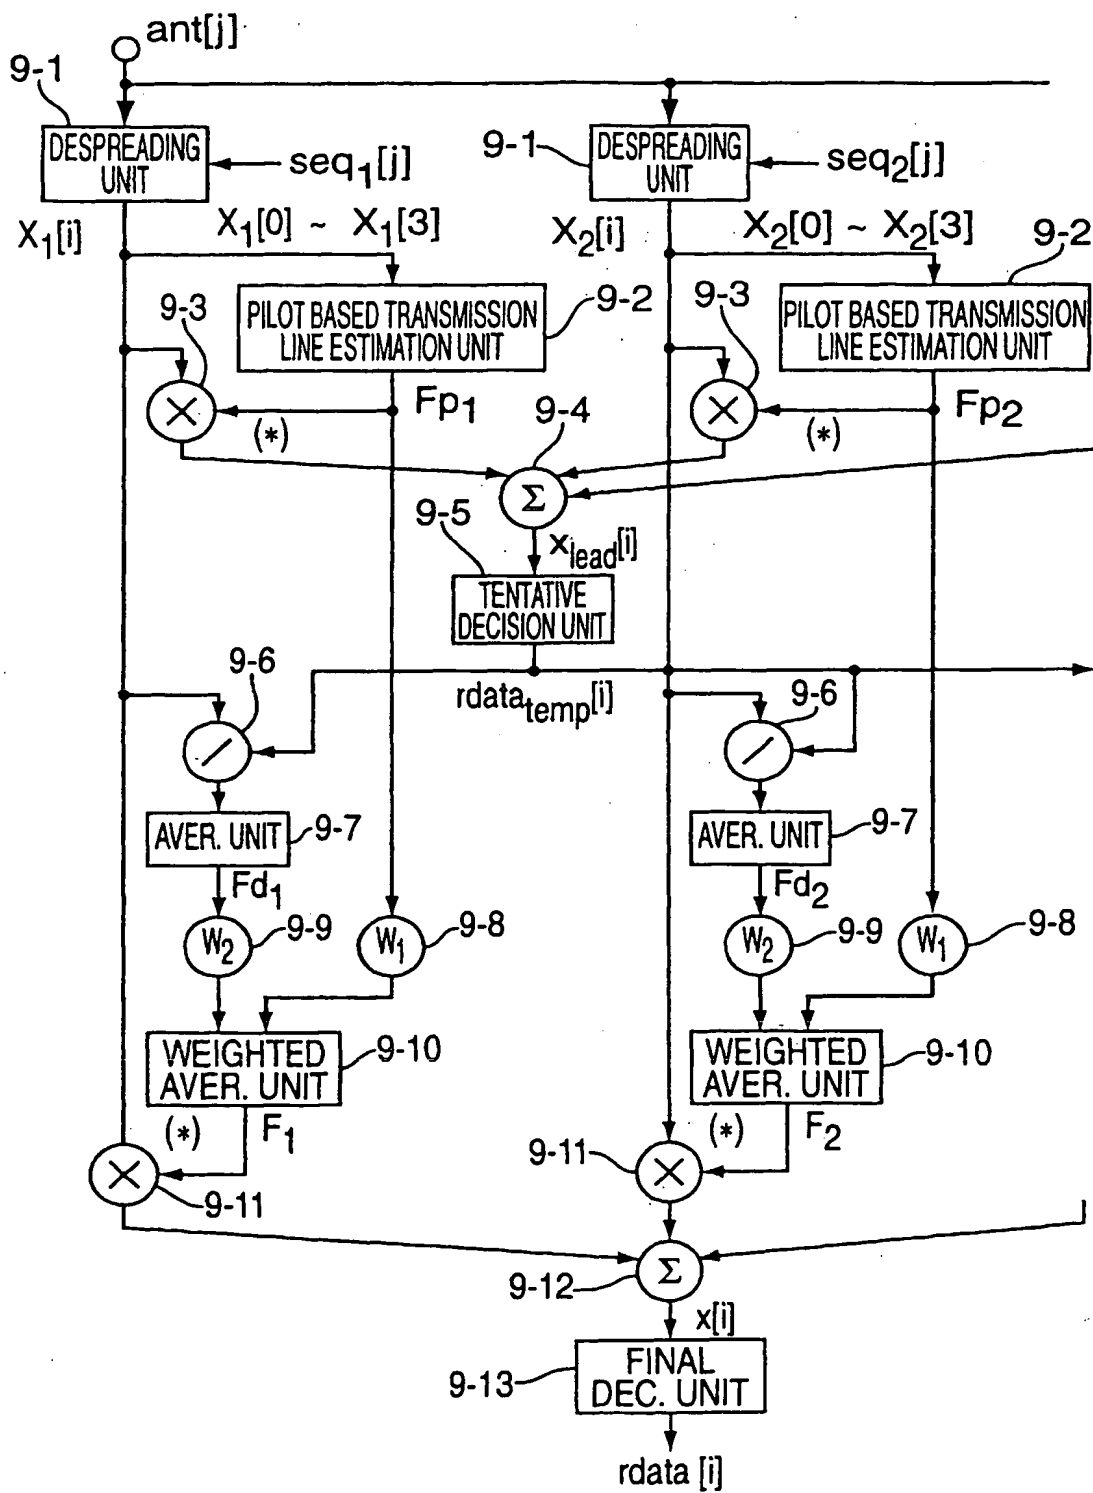 ant[j]
9-1
DESPREADING
UNIT
seq1[j]
9-1
DESPREADING
UNIT
seq2[j]
X1[i]
X1[0] ~ X1[3]
X2[i]
X2[0] ~ X2[3]
9-2
9-3
PILOT BASED TRANSMISSION
LINE ESTIMATION UNIT
9-2
9-3
PILOT BASED TRANSMISSION
LINE ESTIMATION UNIT
×
(*)
Fp1
9-4
×
(*)
Fp2
Σ
9-5
xlead[i]
TENTATIVE
DECISION UNIT
9-6
rdatatemp[i]
9-6
AVER. UNIT
9-7
AVER. UNIT
9-7
Fd1
Fd2
W2
9-9
W1
9-8
W2
9-9
W1
9-8
WEIGHTED
AVER. UNIT
9-10
WEIGHTED
AVER. UNIT
9-10
(*)
F1
(*)
F2
×
9-11
9-11
×
9-12
Σ
x[i]
9-13
FINAL
DEC. UNIT
rdata [i]